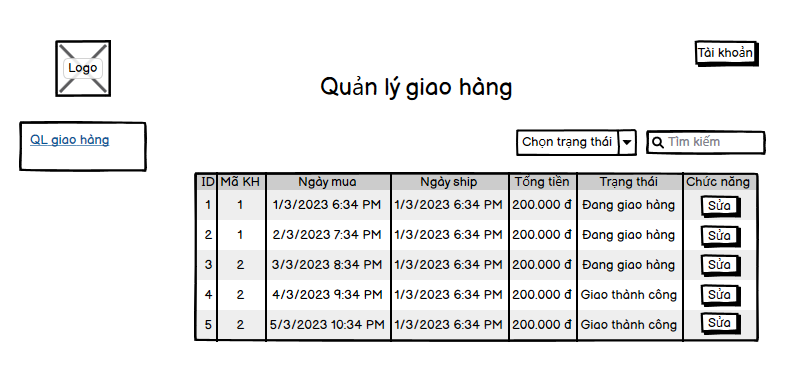 Logo
Tài khoản
Quản lý giao hàng
QL giao hàng
Chọn trạng thái
Tìm kiếm
ID Mã KH Ngày mua Ngày ship Tổng tiền Trạng thái Chức năng
1 1 1/3/2023 6:34 PM 1/3/2023 6:34 PM 200.000 đ Đang giao hàng Sửa
2 1 2/3/2023 7:34 PM 1/3/2023 6:34 PM 200.000 đ Đang giao hàng Sửa
3 2 3/3/2023 8:34 PM 1/3/2023 6:34 PM 200.000 đ Đang giao hàng Sửa
4 2 4/3/2023 9:34 PM 1/3/2023 6:34 PM 200.000 đ Giao thành công Sửa
5 2 5/3/2023 10:34 PM 1/3/2023 6:34 PM 200.000 đ Giao thành công Sửa